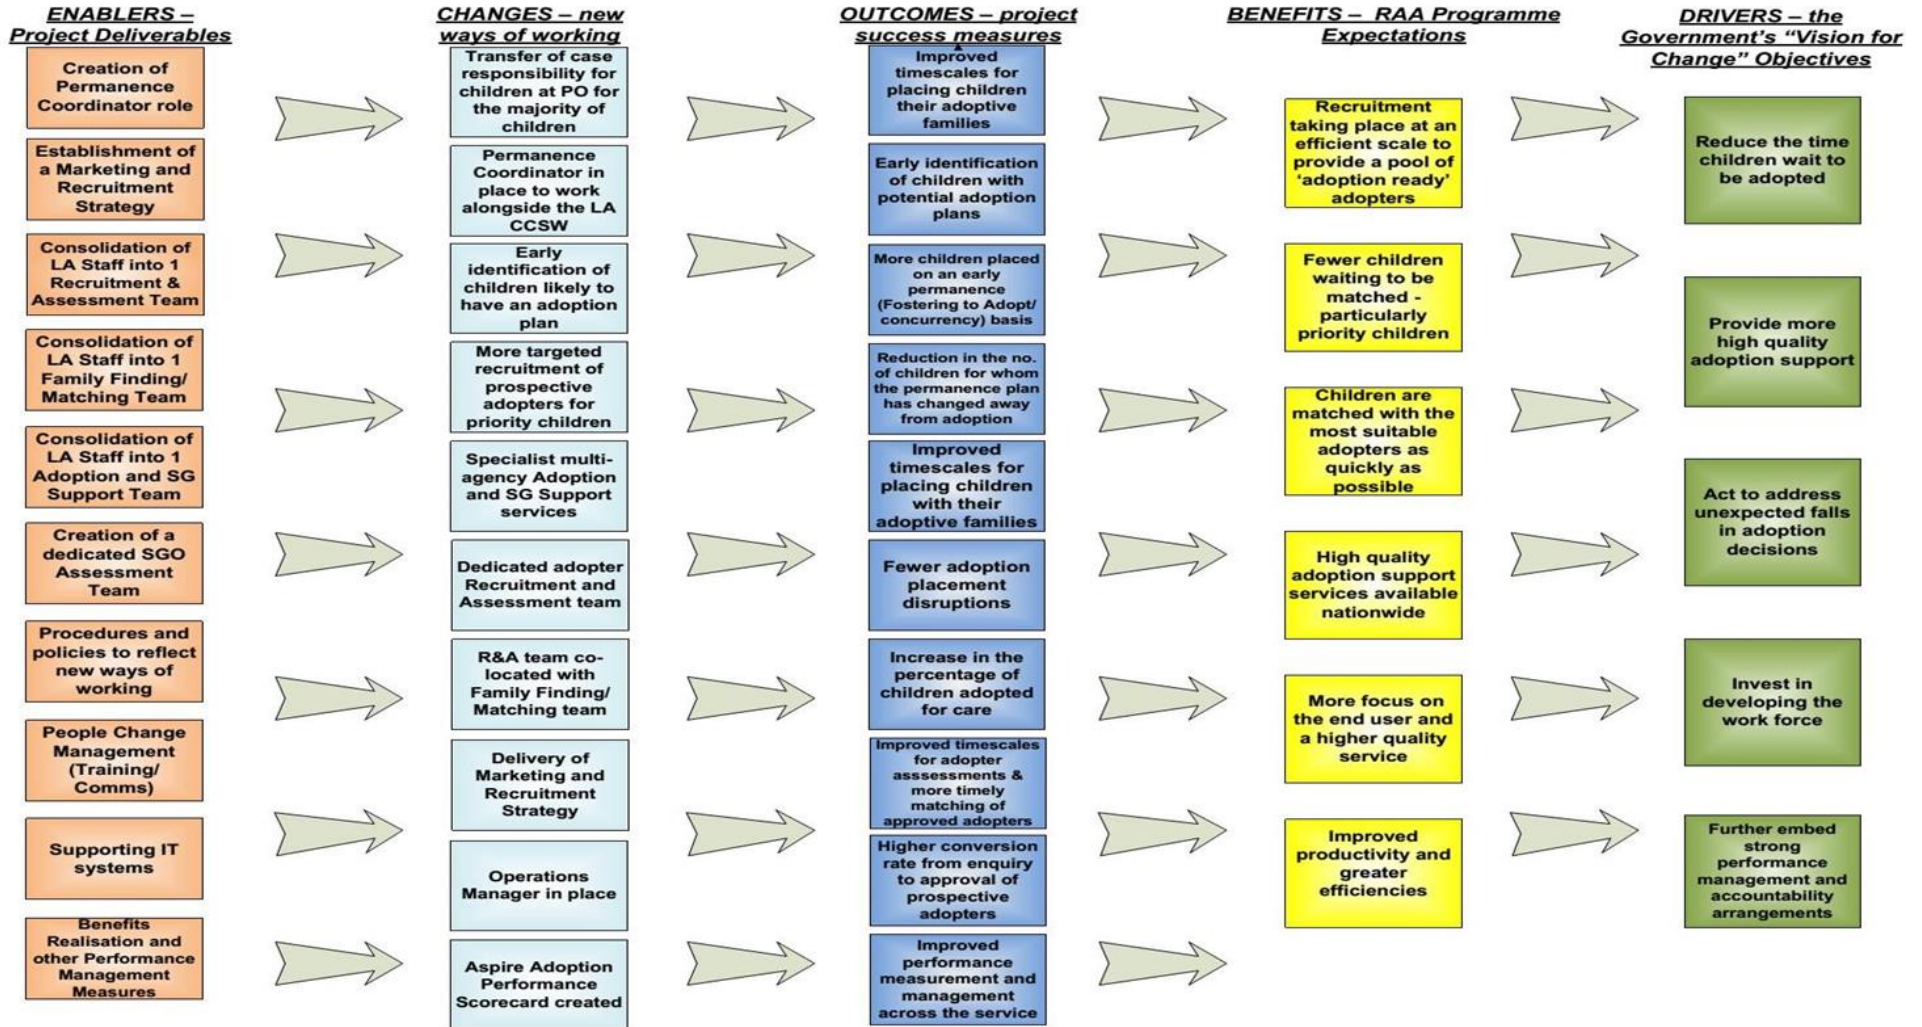 ENABLERS –
Project Deliverables
Creation of
Permanence
Coordinator role
Establishment of
a Marketing and
Recruitment
Strategy
Consolidation of
LA Staff into 1
Recruitment &
Assessment Team
Consolidation of
LA Staff into 1
Family Finding/
Matching Team
Consolidation of
LA Staff into 1
Adoption and SG
Support Team
Creation of a
dedicated SGO
Assessment
Team
Procedures and
policies to reflect
new ways of
working
People Change
Management
(Training/
Comms)
Supporting IT
systems
Benefits
Realisation and
other Performance
Management
Measures
CHANGES – new
ways of working
Transfer of case
responsibility for
children at PO for
the majority of
children
Permanence
Coordinator in
place to work
alongside the LA
CCSW
Early
identification of
children likely to
have an adoption
plan
More targeted
recruitment of
prospective
adopters for
priority children
Specialist multi-
agency Adoption
and SG Support
services
Dedicated adopter
Recruitment and
Assessment team
R&A team co-
located with
Family Finding/
Matching team
Delivery of
Marketing and
Recruitment
Strategy
Operations
Manager in place
Aspire Adoption
Performance
Scorecard created
OUTCOMES – project
success measures
Improved
timescales for
placing children
their adoptive
families
Early identification
of children with
potential adoption
plans
More children placed
on an early
permanence
(Fostering to Adopt/
concurrency) basis
Reduction in the no.
of children for whom
the permanence plan
has changed away
from adoption
Improved
timescales for
placing children
with their
adoptive families
Fewer adoption
placement
disruptions
Increase in the
percentage of
children adopted
for care
Improved timescales
for adopter
asssessments &
more timely
matching of
approved adopters
Higher conversion
rate from enquiry
to approval of
prospective
adopters
Improved
performance
measurement and
management
across the service
BENEFITS – RAA Programme
Expectations
Recruitment
taking place at an
efficient scale to
provide a pool of
‘adoption ready’
adopters
Fewer children
waiting to be
matched -
particularly
priority children
Children are
matched with the
most suitable
adopters as
quickly as
possible
High quality
adoption support
services available
nationwide
More focus on
the end user and
a higher quality
service
Improved
productivity and
greater
efficiencies
DRIVERS – the
Government's “Vision for
Change” Objectives
Reduce the time
children wait to
be adopted
Provide more
high quality
adoption support
Act to address
unexpected falls
in adoption
decisions
Invest in
developing the
work force
Further embed
strong
performance
management and
accountability
arrangements